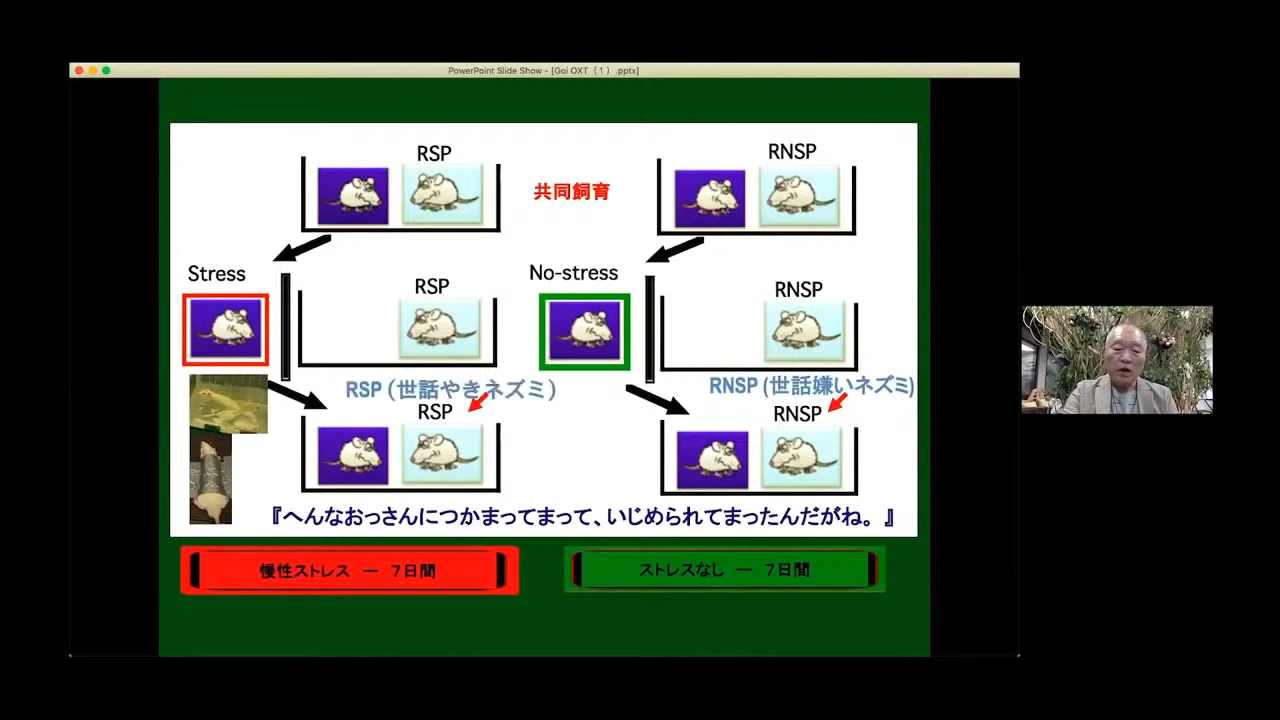 PowerPoint Slide Show - [Goi OXT（1）.pptx]
RSP
RNSP
共同飼育
Stress
RSP
No-stress
RNSP
RSP（世話やきネズミ）
RNSP (世話嫌いネズミ)
RSP
RNSP
『へんなおっさんにつかまってまって、いじめられてまったんだがね。』
慢性ストレス ー 7日間
ストレスなし ー 7日間